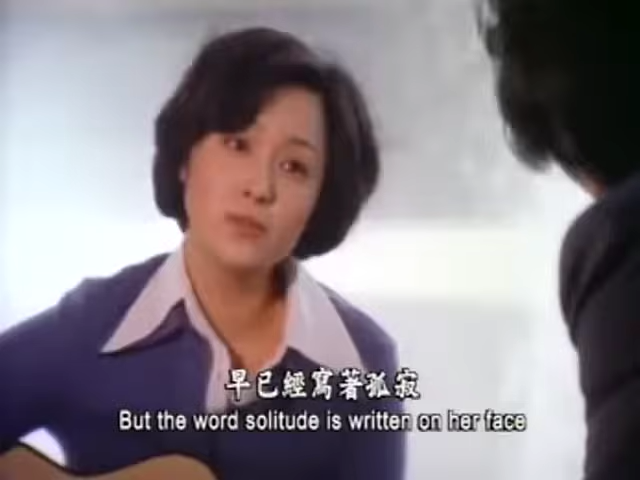 早已經寫著孤寂
But the word solitude is written on her face